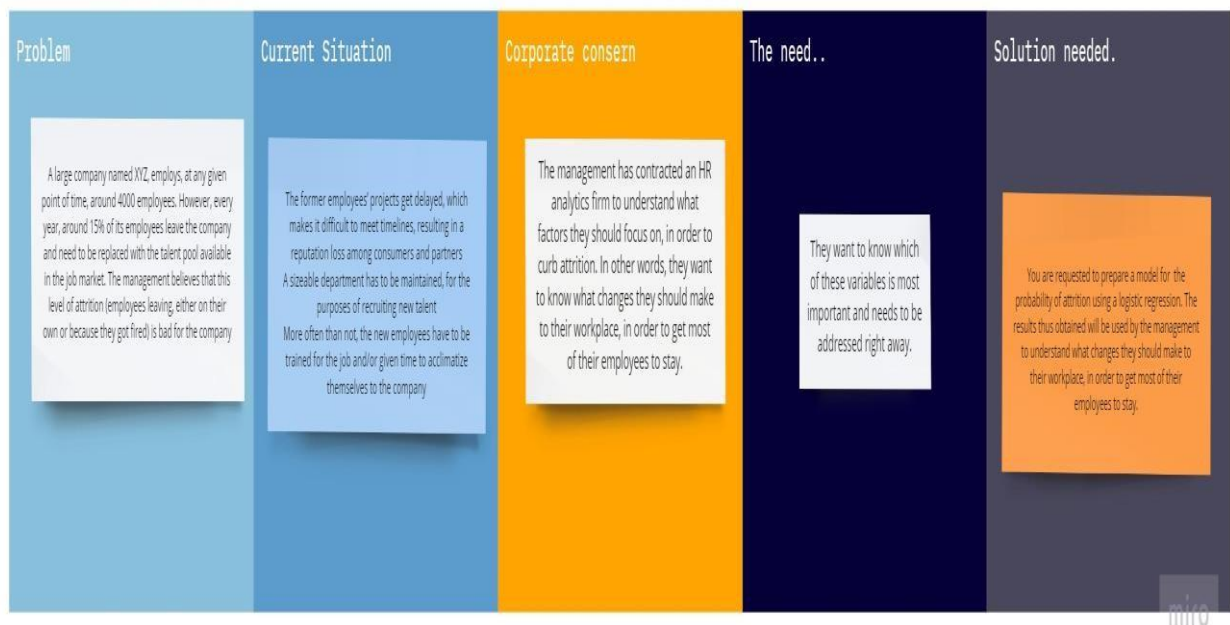 Problem
A large company named XYZ, employs, at any given
point of time, around 4000 employees. However, every
year, around 15% of its employees leave the company
and need to be replaced with the talent pool available
in the job market. The management believes that this
level of attrition (employees leaving, either on their
own or because they got fired) is bad for the company
Current Situation
The former employees' projects get delayed, which
makes it difficult to meet timelines, resulting in a
reputation loss among consumers and partners
A sizeable department has to be maintained, for the
purposes of recruiting new talent
More often than not, the new employees have to be
trained for the job and/or given time to acclimatize
themselves to the company
Corporate consern
The management has contracted an HR
analytics firm to understand what
factors they should focus on, in order to
curb attrition. In other words, they want
to know what changes they should make
to their workplace, in order to get most
of their employees to stay.
The need..
They want to know which
of these variables is most
important and needs to be
addressed right away.
Solution needed.
You are requested to prepare a model for the
probability of attrition using a logistic regression. The
results thus obtained will be used by the management
to understand what changes they should make to
their workplace, in order to get most of their
employees to stay.
miro